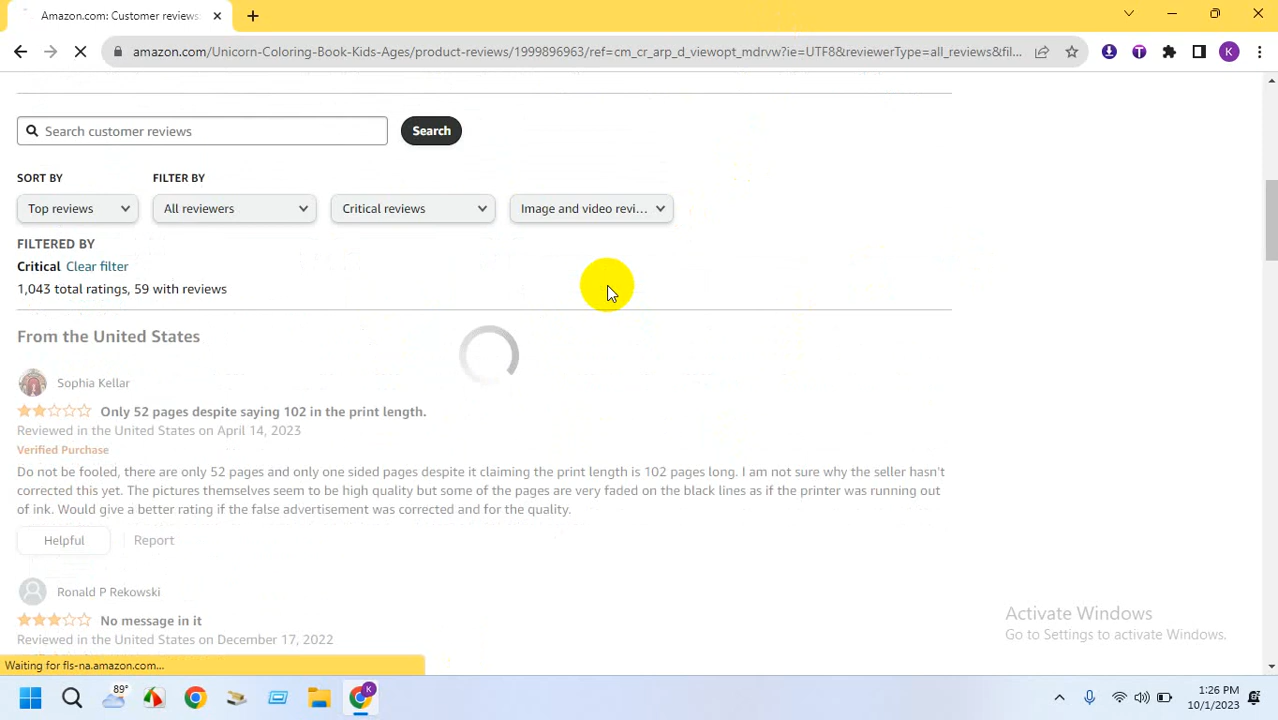 Amazon.com: Customer reviews
amazon.com/Unicorn-Coloring-Book-Kids-Ages/product-reviews/1999896963/ref=cm_cr_arp_d_viewopt_mdrvw?ie=UTF8&reviewerType=all_reviews&fil...
T
K
Search customer reviews
Search
SORT BY
FILTER BY
Top reviews
All reviewers
Critical reviews
Image and video revi...
FILTERED BY
Critical Clear filter
1,043 total ratings, 59 with reviews
From the United States
Sophia Kellar
Only 52 pages despite saying 102 in the print length.
Reviewed in the United States on April 14, 2023
Verified Purchase
Do not be fooled, there are only 52 pages and only one sided pages despite it claiming the print length is 102 pages long. I am not sure why the seller hasn't
corrected this yet. The pictures themselves seem to be high quality but some of the pages are very faded on the black lines as if the printer was running out
of ink. Would give a better rating if the false advertisement was corrected and for the quality.
Helpful
Report
Ronald P Rekowski
No message in it
Reviewed in the United States on December 17, 2022
Activate Windows
Go to Settings to activate Windows.
Waiting for fls-na.amazon.com...
89°
K
1:26 PM
10/1/2023